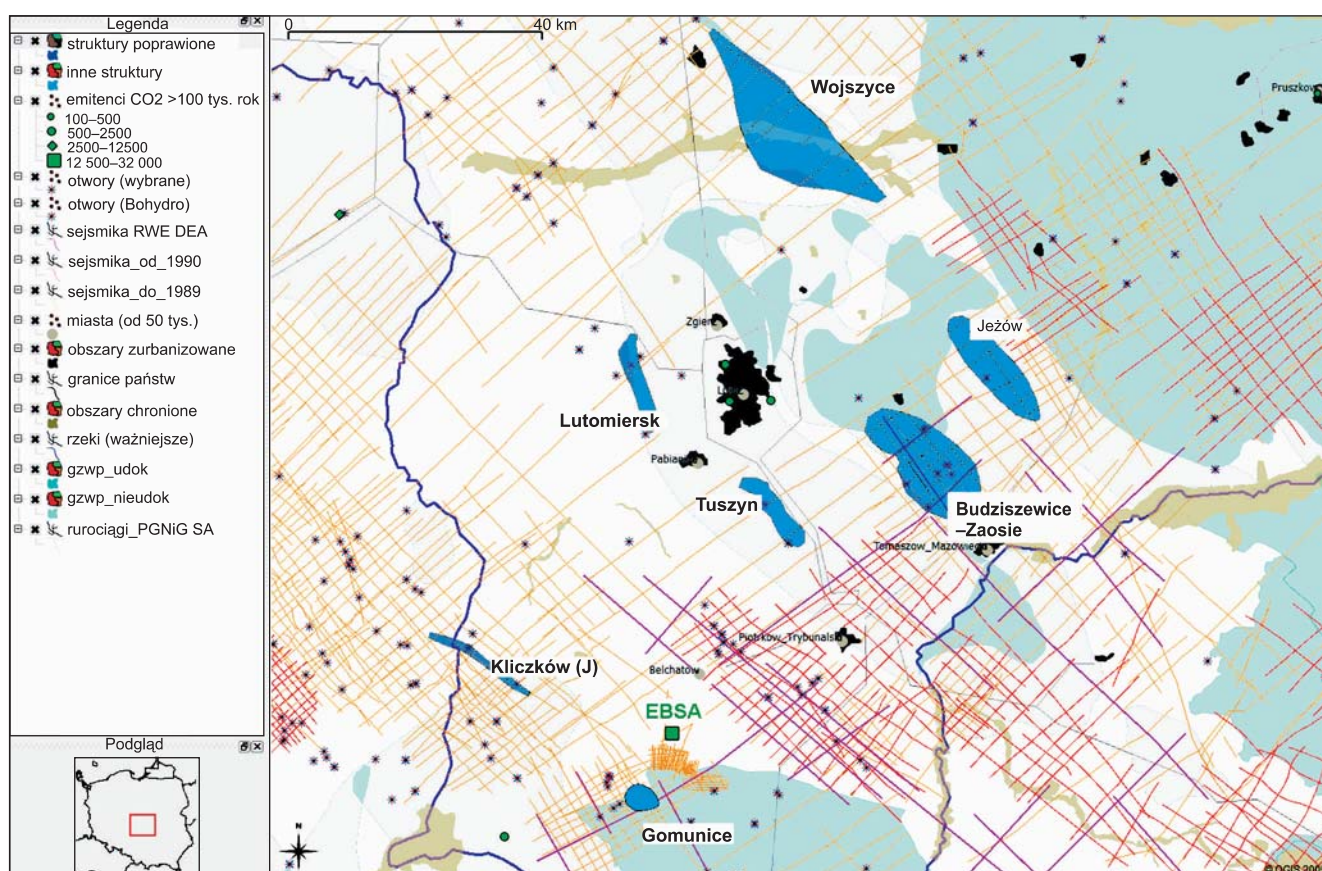 Legenda
struktury poprawione
inne struktury
emitenci CO2 >100 tys. rok
100–500
500–2500
2500–12500
12 500–32 000
otwory (wybrane)
otwory (Bohydro)
sejsmika RWE DEA
sejsmika_od_1990
sejsmika_do_1989
miasta (od 50 tys.)
obszary zurbanizowane
granice państw
obszary chronione
rzeki (ważniejsze)
gzwp_udok
gzwp_nieudok
rurociągi_PGNiG SA
Podgląd
0 40 km
Wojszyce
Pruszków
Zgierz
Jeżów
Lutomiersk
Pabianice
Tuszyn
Budziszewice
–Zaosie
Tomaszow_Mazowiecki
Piotrkow_Trybunalski
Kliczków (J)
Belchatow
EBSA
Gomunice
N